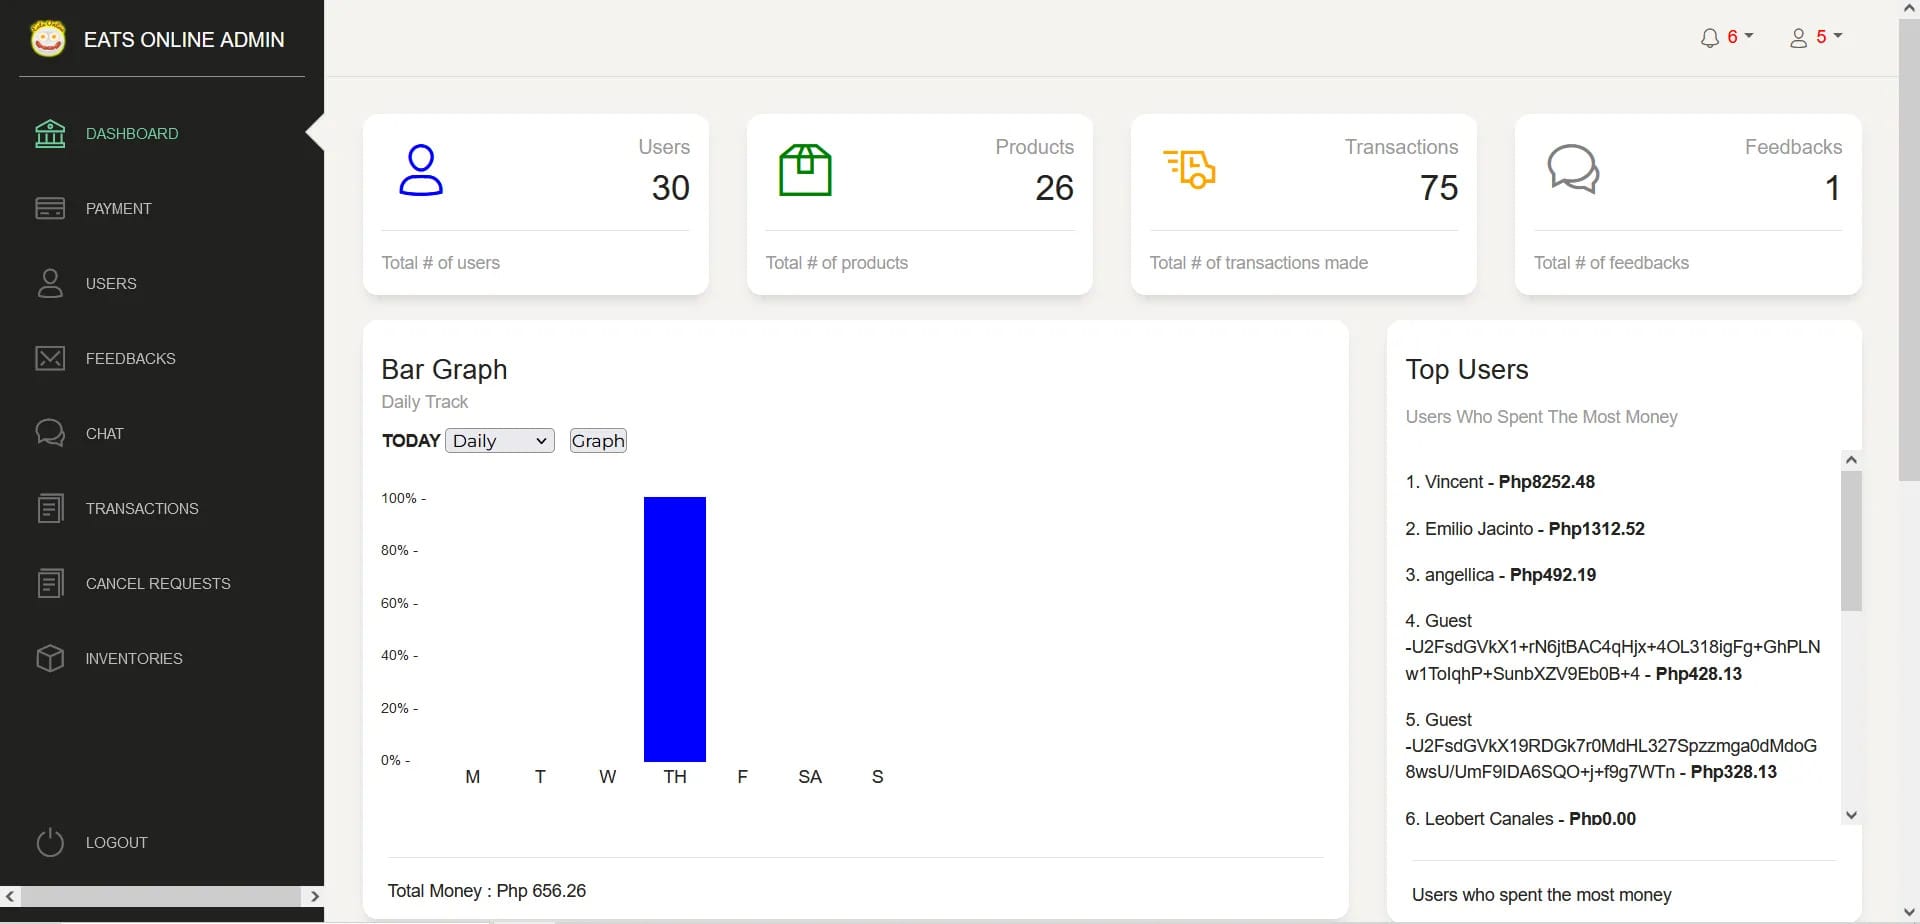 EATS ONLINE ADMIN
6
5
DASHBOARD
PAYMENT
USERS
FEEDBACKS
CHAT
TRANSACTIONS
CANCEL REQUESTS
INVENTORIES
LOGOUT
Users
30
Total # of users
Products
26
Total # of products
Transactions
75
Total # of transactions made
Feedbacks
1
Total # of feedbacks
Bar Graph
Daily Track
TODAY Daily Graph
100% -
80% -
60% -
40% -
20% -
0% -
M T W TH F SA S
Total Money : Php 656.26
Top Users
Users Who Spent The Most Money
1. Vincent - Php8252.48
2. Emilio Jacinto - Php1312.52
3. angellica - Php492.19
4. Guest
-U2FsdGVkX1+rN6jtBAC4qHjx+4OL318igFg+GhPLN
w1ToIqhP+SunbXZV9Eb0B+4 - Php428.13
5. Guest
-U2FsdGVkX19RDGk7r0MdHL327Spzzmga0dMdoG
8wsU/UmF9IDA6SQO+j+f9g7WTn - Php328.13
6. Leobert Canales - Php0.00
Users who spent the most money